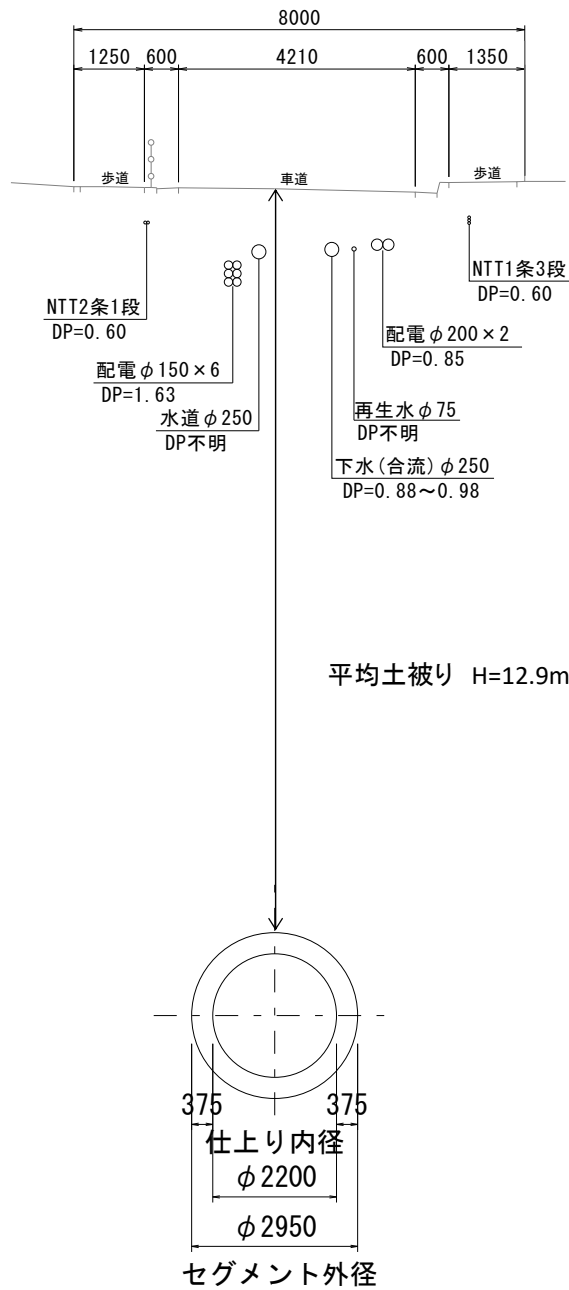 8000
1250 600 4210 600 1350
歩道 車道 歩道
NTT2条1段
DP=0.60
NTT1条3段
DP=0.60
配電φ150×6
DP=1.63
配電φ200×2
DP=0.85
水道φ250
DP不明
再生水φ75
DP不明
下水(合流)φ250
DP=0.88～0.98
平均土被り H=12.9m
375 375
仕上り内径
φ2200
φ2950
セグメント外径